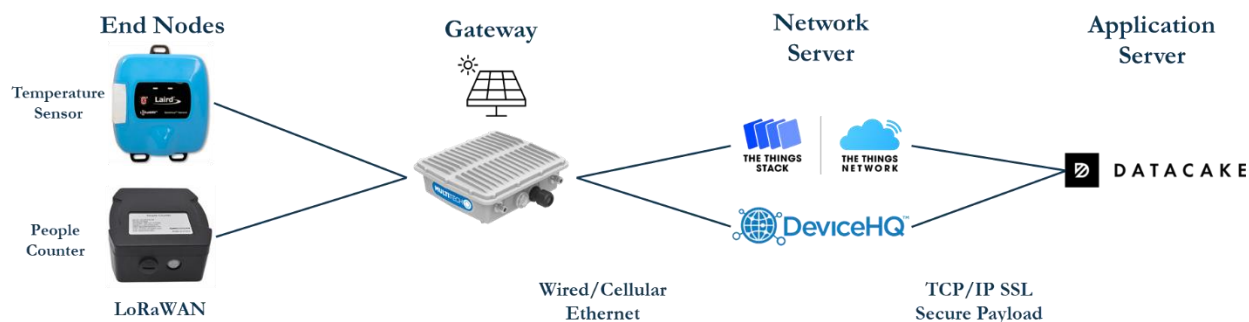 End Nodes
Gateway
Network
Server
Application
Server
Temperature
Sensor
Laird
People
Counter
LoRaWAN
MULTITECH
THE THINGS
STACK
THE THINGS
NETWORK
DeviceHQ™
DATACAKE
Wired/Cellular
Ethernet
TCP/IP SSL
Secure Payload